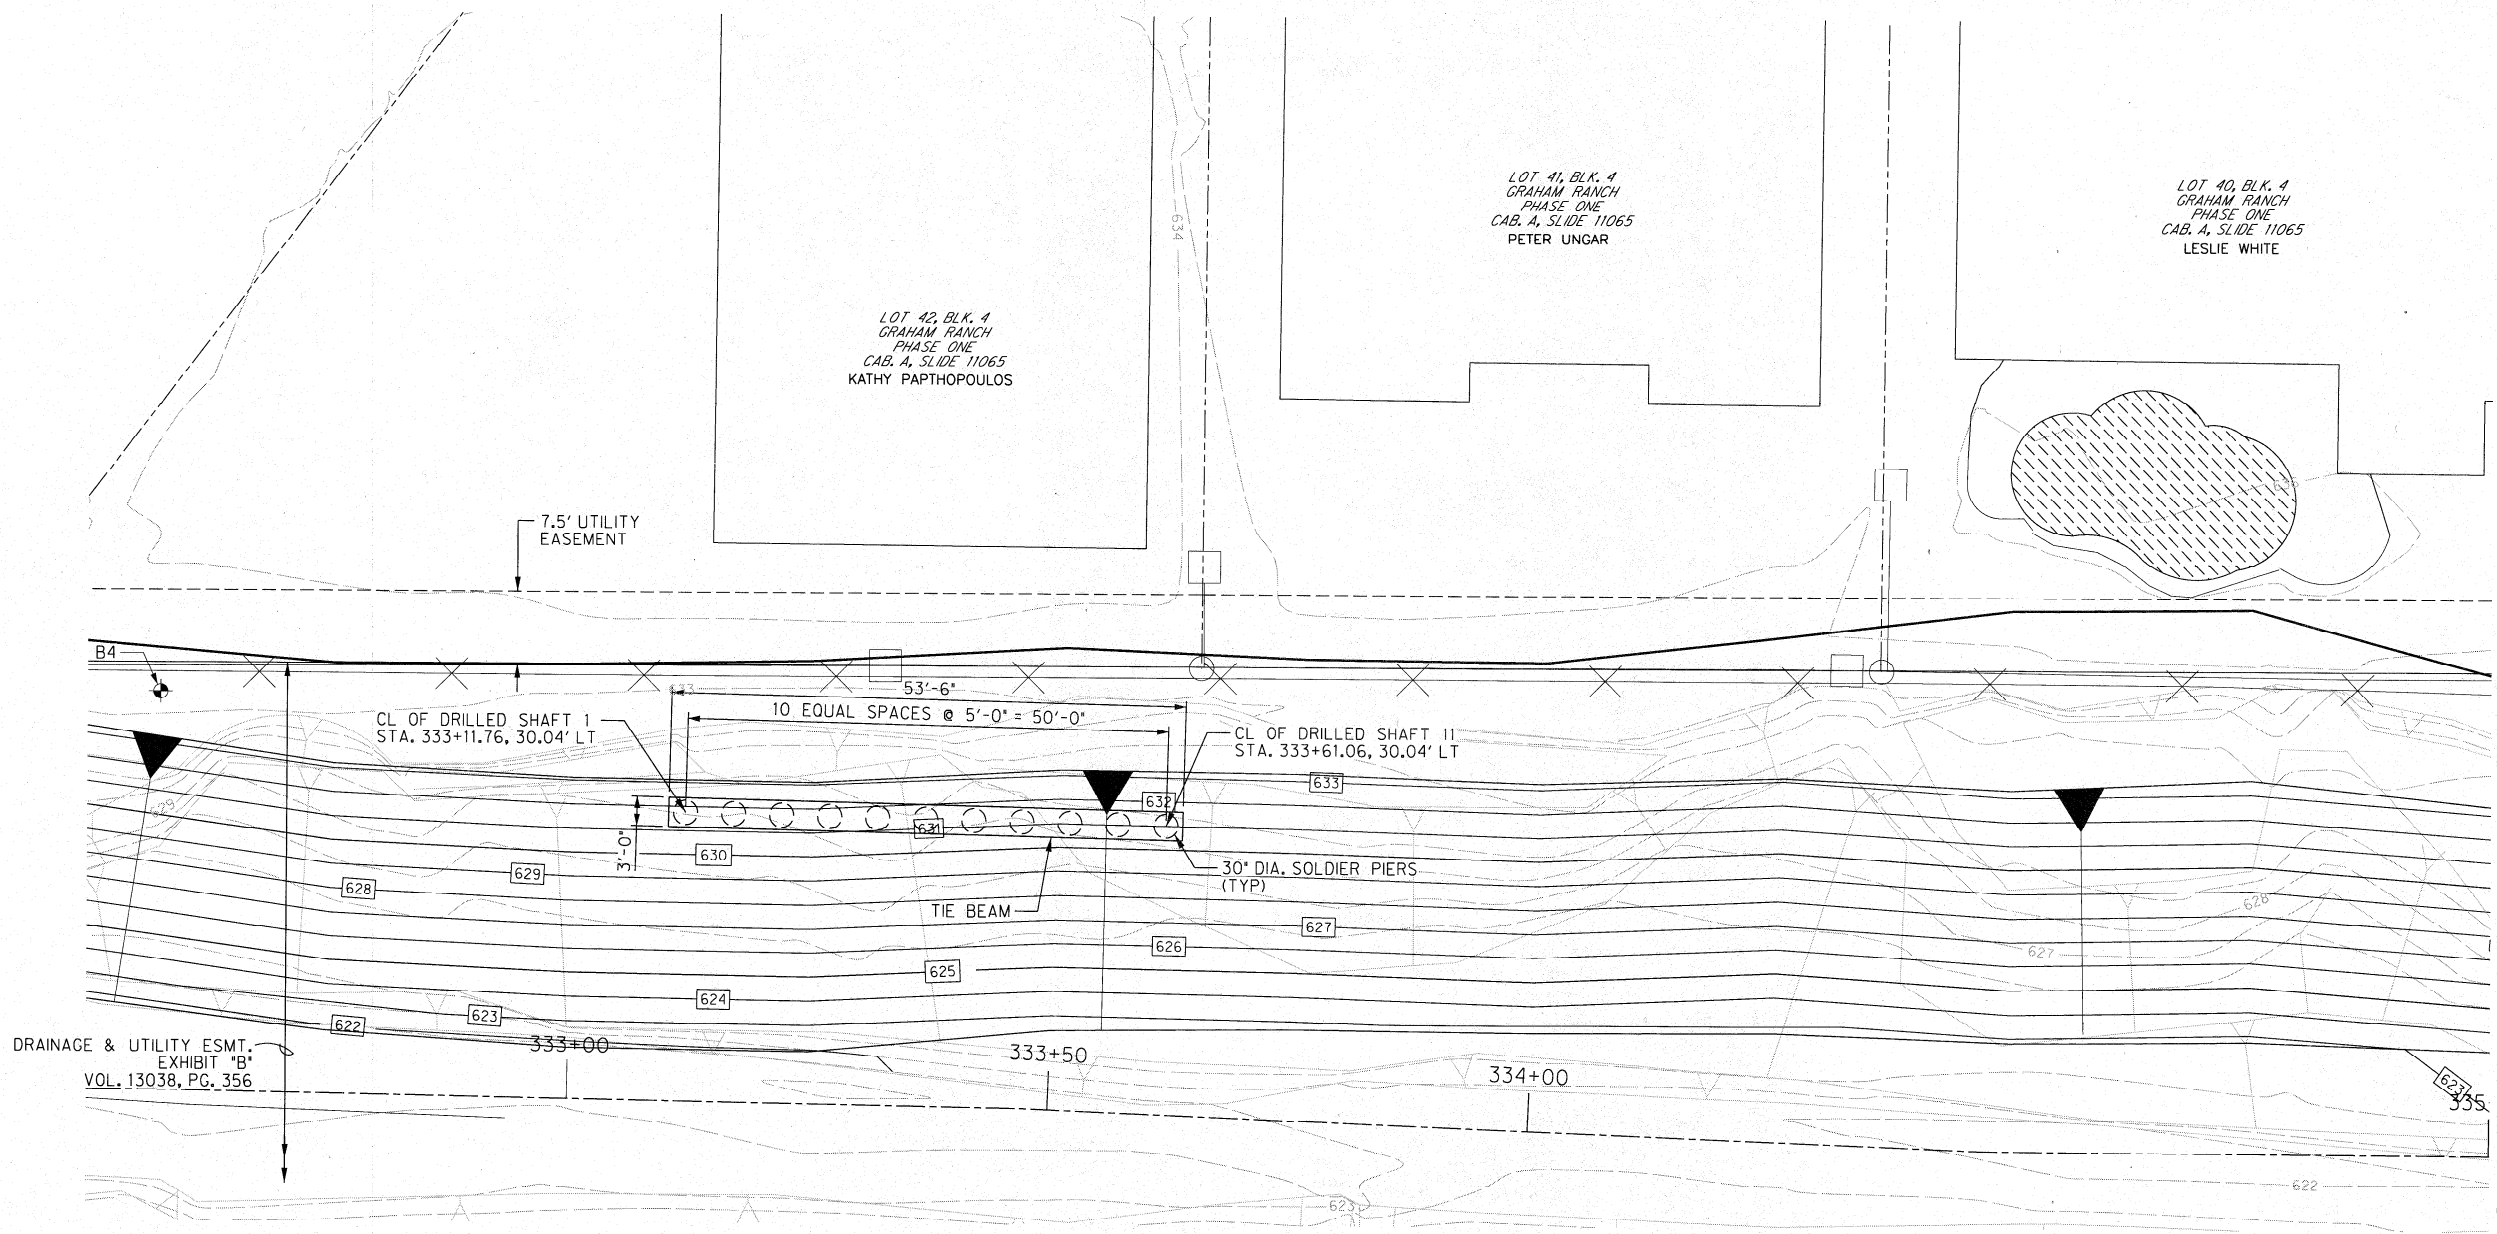 634
LOT 41, BLK. 4
GRAHAM RANCH
PHASE ONE
CAB. A, SLIDE 11065
PETER UNGAR
LOT 40, BLK. 4
GRAHAM RANCH
PHASE ONE
CAB. A, SLIDE 11065
LESLIE WHITE
LOT 42, BLK. 4
GRAHAM RANCH
PHASE ONE
CAB. A, SLIDE 11065
KATHY PAPTHOPOULOS
7.5' UTILITY
EASEMENT
B4
633
53'-6"
10 EQUAL SPACES @ 5'-0" = 50'-0"
CL OF DRILLED SHAFT 1
STA. 333+11.76, 30.04' LT
CL OF DRILLED SHAFT 11
STA. 333+61.06, 30.04' LT
633
632
631
630
629
629
628
3'-0"
30" DIA. SOLDIER PIERS
(TYP)
TIE BEAM
628
627
627
626
625
624
623
622
DRAINAGE & UTILITY ESMT.
EXHIBIT "B"
VOL. 13038, PG. 356
333+00
333+50
334+00
623
335
622
623